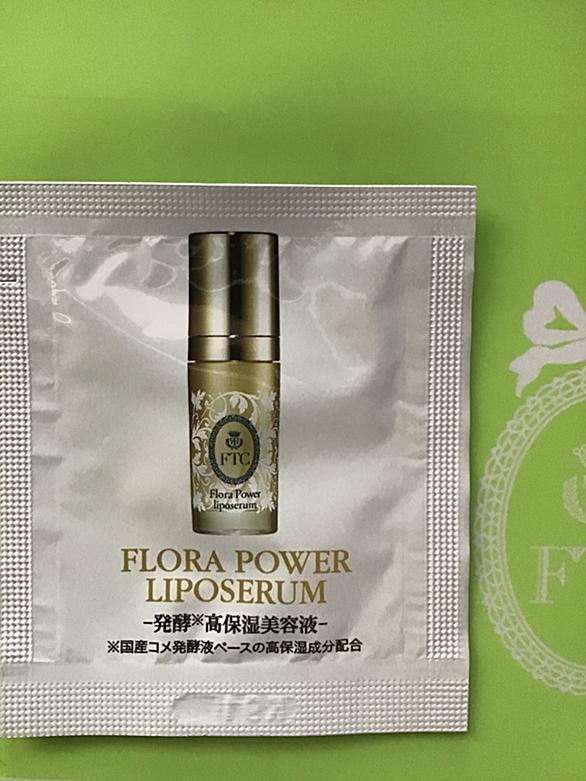 FTC
Flora Power
liposerum
FLORA POWER
LIPOSERUM
−発酵※高保湿美容液−
※国産コメ発酵液ベースの高保湿成分配合